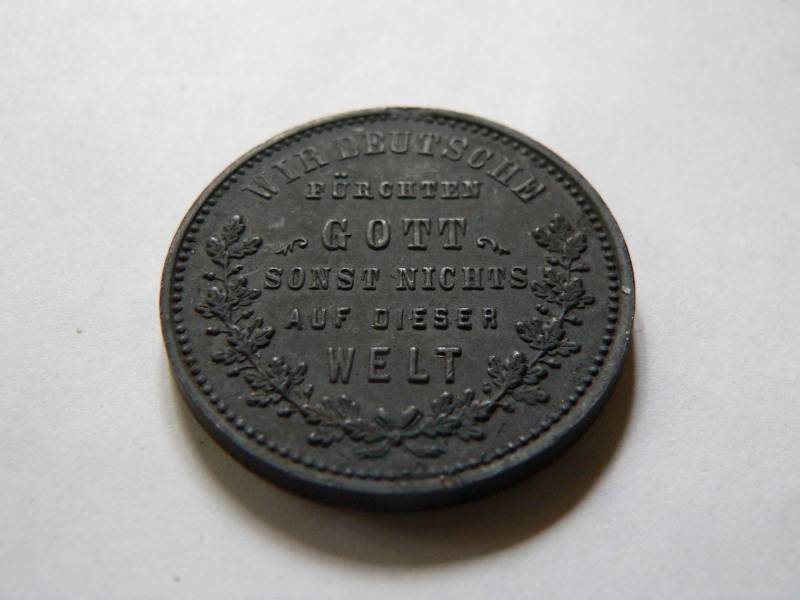 WIR DEUTSCHE
FÜRCHTEN
GOTT
SONST NICHTS
AUF DIESER
WELT